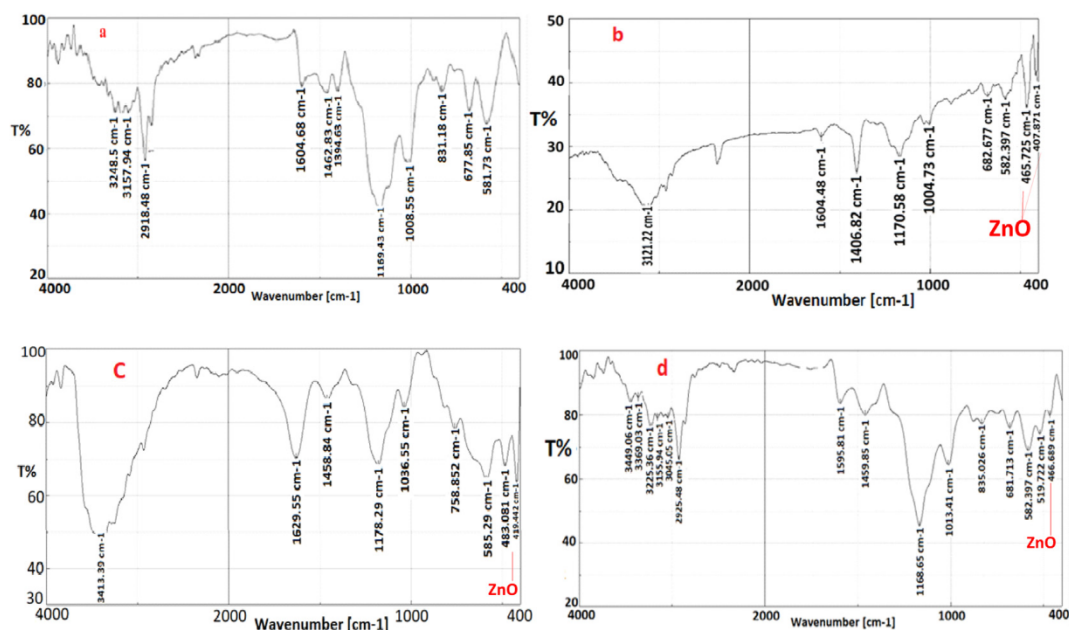 a
100
80
60
40
20
T%
3248.5 cm-1
3157.94 cm-1
2918.48 cm-1
1604.68 cm-1
1462.83 cm-1
1394.63 cm-1
1169.43 cm-1
1008.55 cm-1
831.18 cm-1
677.85 cm-1
581.73 cm-1
4000
2000
1000
400
Wavenumber [cm-1]
b
50
40
30
20
10
T%
3121.22 cm-1
1604.48 cm-1
1406.82 cm-1
1170.58 cm-1
1004.73 cm-1
682.677 cm-1
582.397 cm-1
465.725 cm-1
407.871 cm-1
ZnO
4000
2000
1000
400
Wavenumber [cm-1]
C
100
90
80
60
40
30
T%
3413.39 cm-1
1629.55 cm-1
1458.84 cm-1
1178.29 cm-1
1036.55 cm-1
758.852 cm-1
585.29 cm-1
483.081 cm-1
419.442 cm-1
ZnO
4000
2000
1000
400
Wavenumber [cm-1]
d
100
80
60
40
20
T%
3449.06 cm-1
3369.03 cm-1
3225.36 cm-1
3155.94 cm-1
3045.05 cm-1
2925.48 cm-1
1595.81 cm-1
1459.85 cm-1
1168.65 cm-1
1013.41 cm-1
835.026 cm-1
681.713 cm-1
582.397 cm-1
519.722 cm-1
466.689 cm-1
ZnO
4000
2000
1000
400
Wavenumber [cm-1]